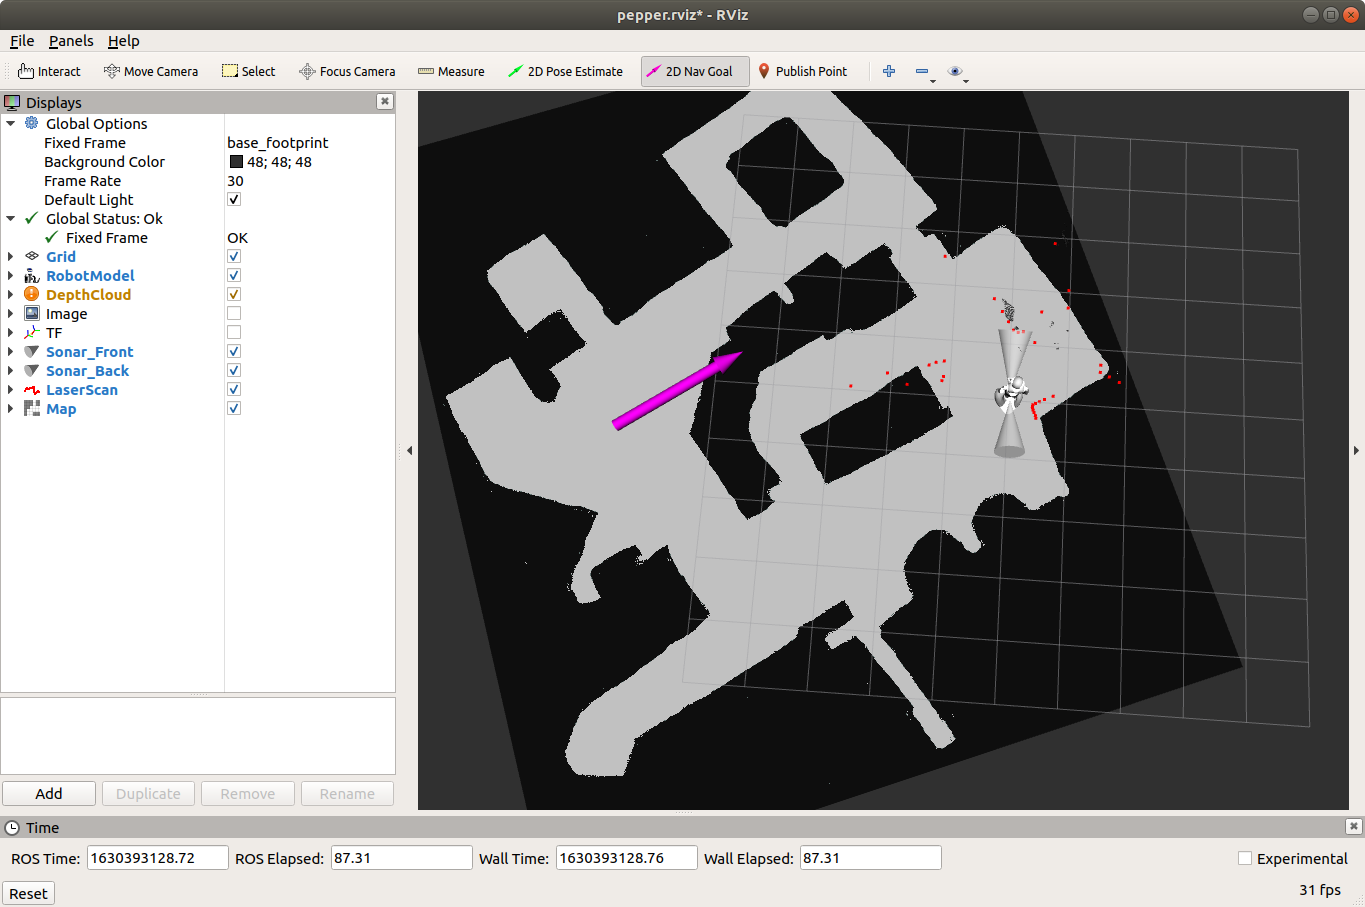 pepper.rviz* - RViz
File Panels Help
Interact Move Camera Select Focus Camera Measure 2D Pose Estimate 2D Nav Goal Publish Point
Displays
Global Options
Fixed Frame base_footprint
Background Color 48; 48; 48
Frame Rate 30
Default Light
Global Status: Ok
Fixed Frame OK
Grid
RobotModel
DepthCloud
Image
TF
Sonar_Front
Sonar_Back
LaserScan
Map
Add Duplicate Remove Rename
Time
ROS Time: 1630393128.72 ROS Elapsed: 87.31 Wall Time: 1630393128.76 Wall Elapsed: 87.31 Experimental
Reset 31 fps